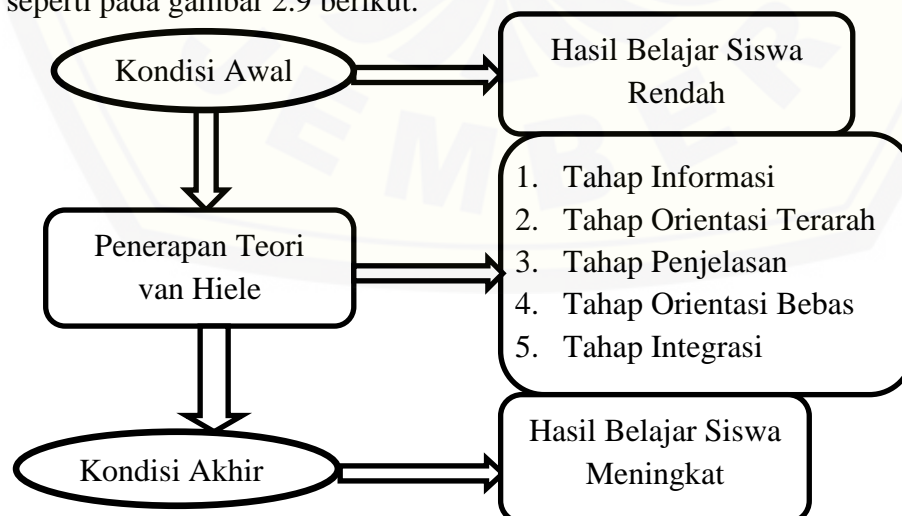 seperti pada gambar 2.9 berikut.
Kondisi Awal
Hasil Belajar Siswa
Rendah
Penerapan Teori
van Hiele
1. Tahap Informasi
2. Tahap Orientasi Terarah
3. Tahap Penjelasan
4. Tahap Orientasi Bebas
5. Tahap Integrasi
Kondisi Akhir
Hasil Belajar Siswa
Meningkat